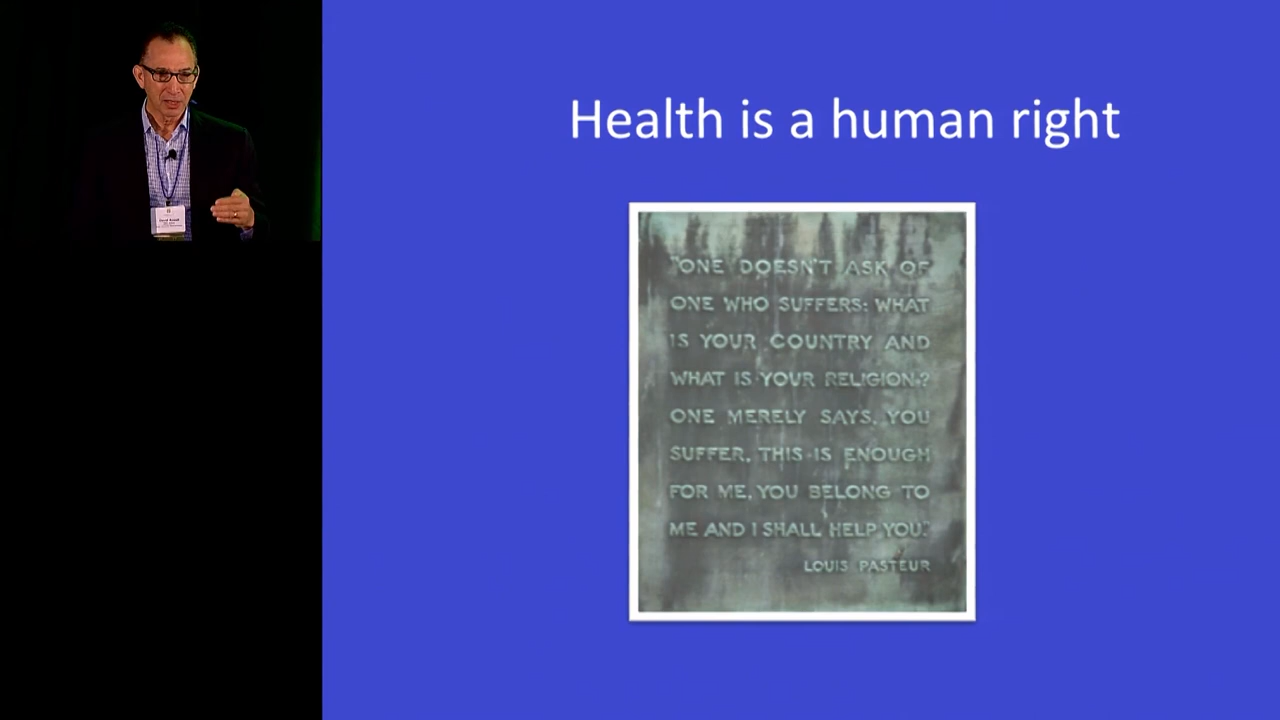 Health is a human right
"ONE DOESN'T ASK OF
ONE WHO SUFFERS: WHAT
IS YOUR COUNTRY AND
WHAT IS YOUR RELIGION?
ONE MERELY SAYS, YOU
SUFFER, THIS IS ENOUGH
FOR ME, YOU BELONG TO
ME AND I SHALL HELP YOU."
LOUIS PASTEUR